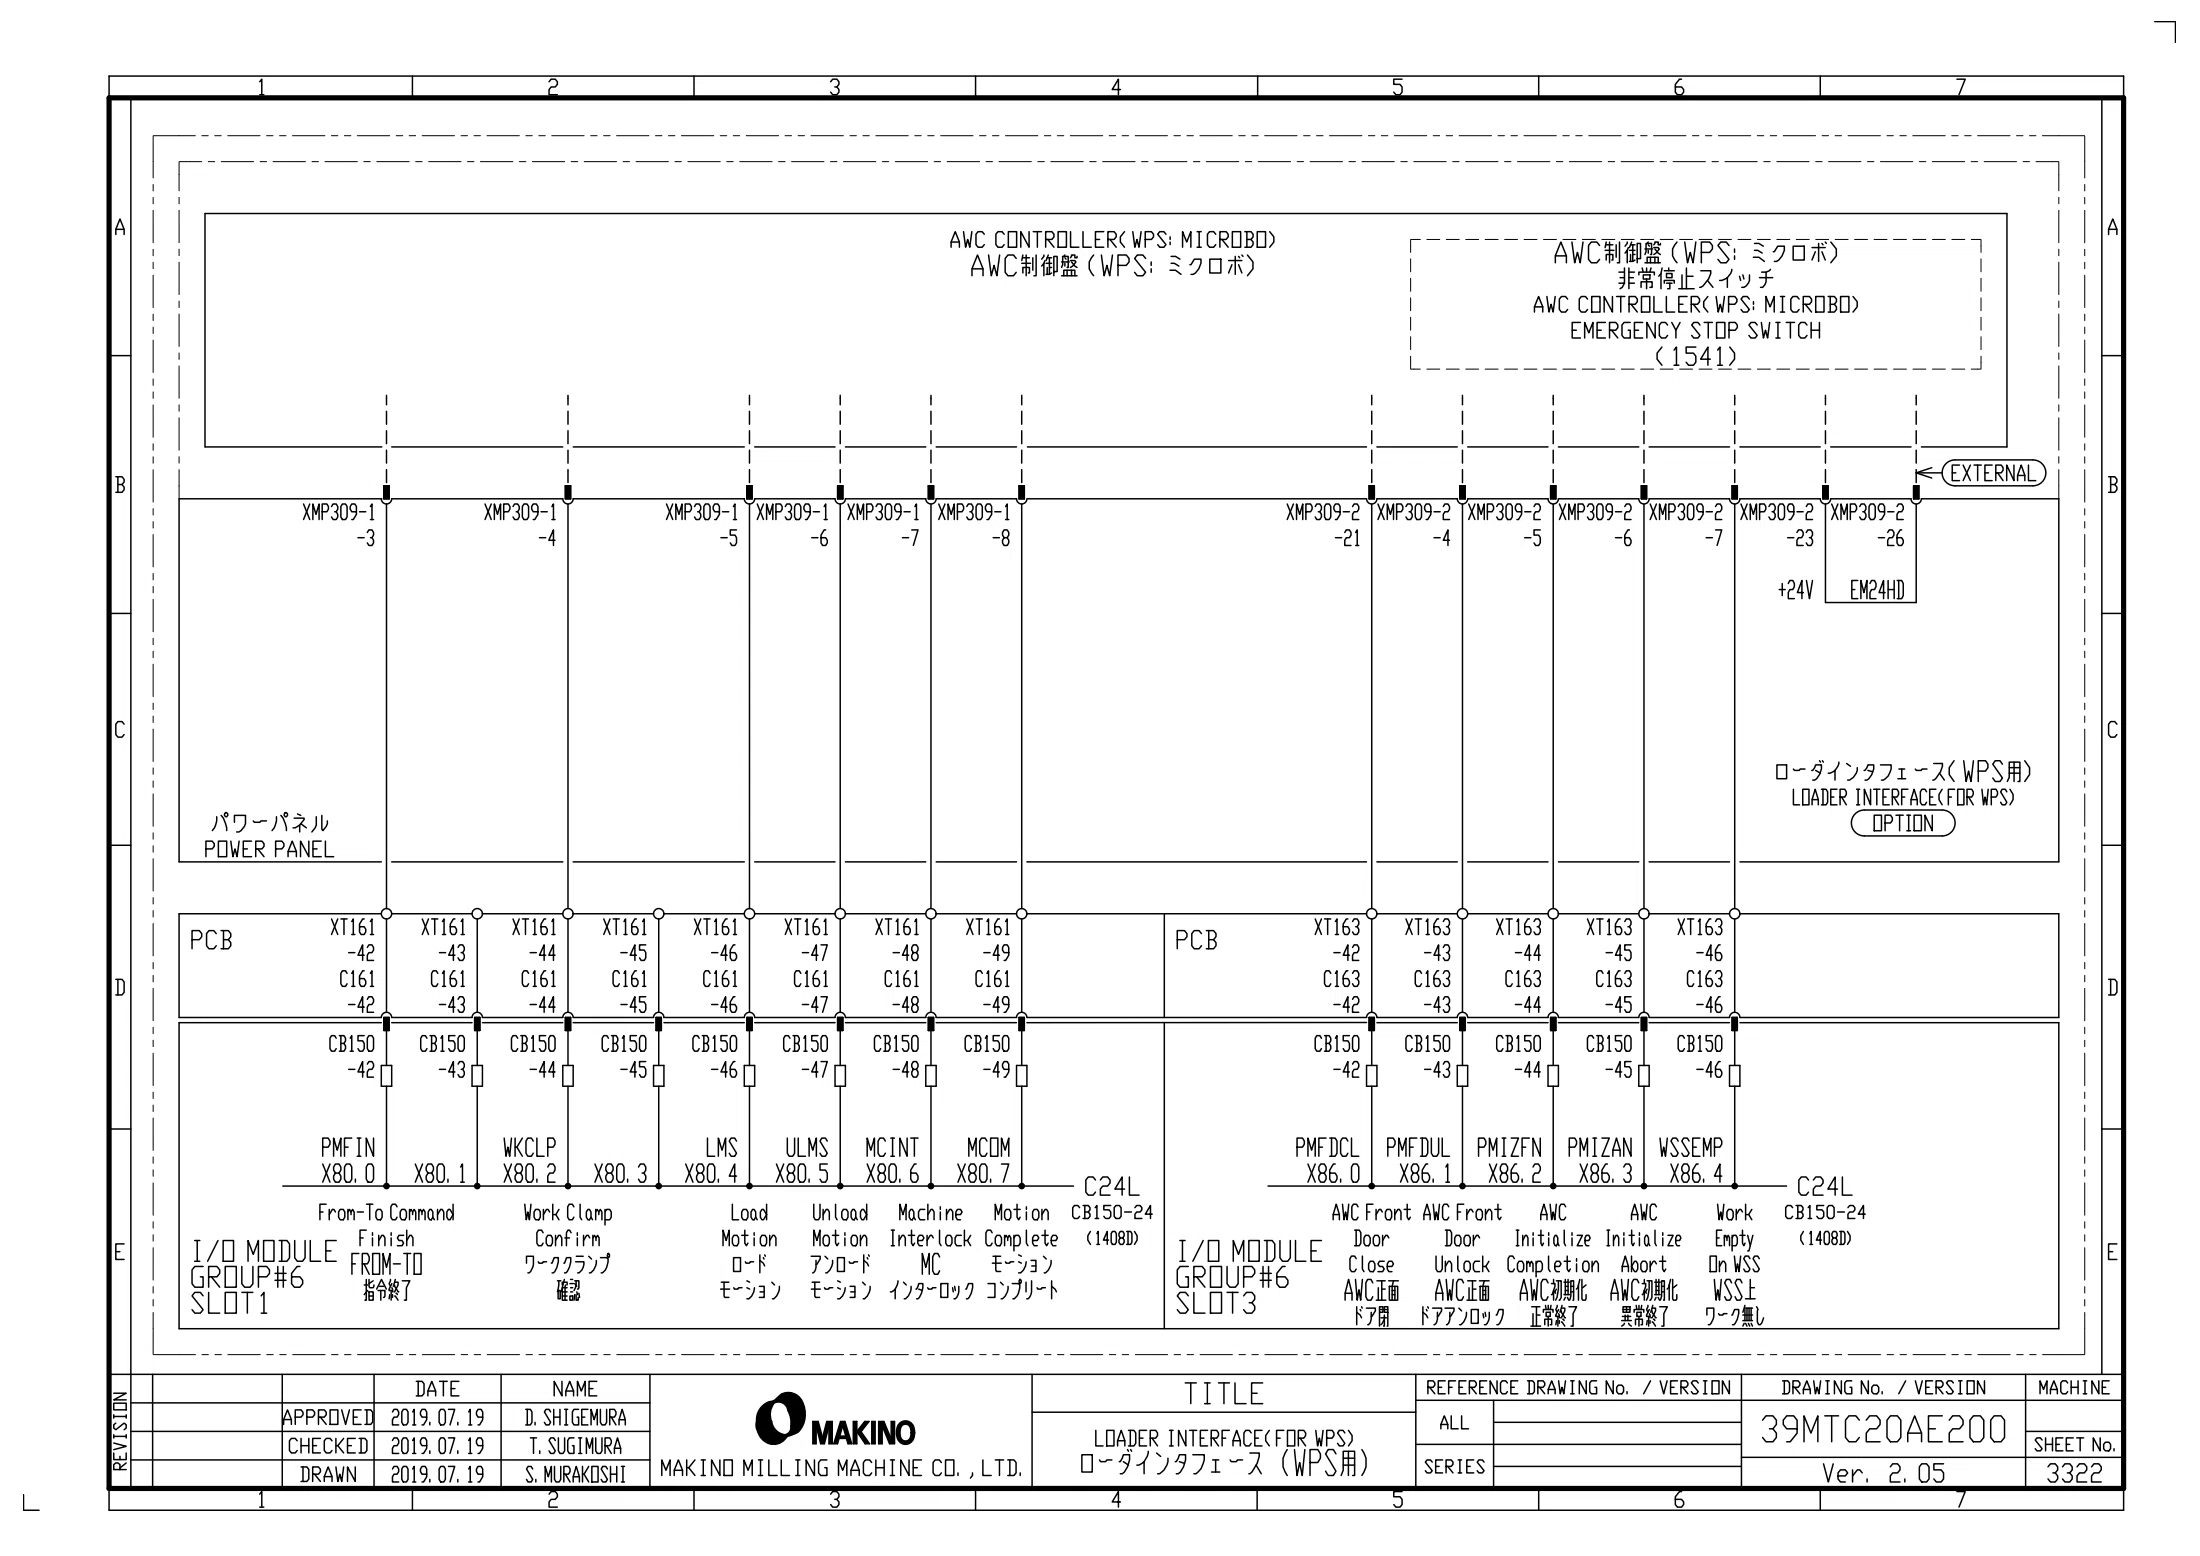 1 2 3 4 5 6 7
A A
B B
C C
D D
E E
AWC CONTROLLER(WPS: MICROBO)
AWC制御盤(WPS: ミクロボ)
AWC制御盤(WPS: ミクロボ)
非常停止スイッチ
AWC CONTROLLER(WPS: MICROBO)
EMERGENCY STOP SWITCH
(1541)
EXTERNAL
XMP309-1 XMP309-1 XMP309-1 XMP309-1 XMP309-1 XMP309-1 XMP309-2 XMP309-2 XMP309-2 XMP309-2 XMP309-2 XMP309-2 XMP309-2
-3 -4 -5 -6 -7 -8 -21 -4 -5 -6 -7 -23 -26
+24V EM24HD
ローダインタフェース(WPS用)
LOADER INTERFACE(FOR WPS)
OPTION
パワーパネル
POWER PANEL
PCB
XT161 XT161 XT161 XT161 XT161 XT161 XT161 XT161
-42 -43 -44 -45 -46 -47 -48 -49
C161 C161 C161 C161 C161 C161 C161 C161
-42 -43 -44 -45 -46 -47 -48 -49
PCB
XT163 XT163 XT163 XT163 XT163
-42 -43 -44 -45 -46
C163 C163 C163 C163 C163
-42 -43 -44 -45 -46
CB150 CB150 CB150 CB150 CB150 CB150 CB150 CB150
-42 -43 -44 -45 -46 -47 -48 -49
PMFIN WKCLP LMS ULMS MCINT MCOM
X80.0 X80.1 X80.2 X80.3 X80.4 X80.5 X80.6 X80.7
C24L
CB150-24
(1408D)
From-To Command
Finish
FROM-TO
指令終了
Work Clamp
Confirm
ワーククランプ
確認
Load
Motion
ロード
モーション
Unload
Motion
アンロード
モーション
Machine
Interlock
MC
インターロック
Motion
Complete
モーション
コンプリート
I/O MODULE
GROUP#6
SLOT1
CB150 CB150 CB150 CB150 CB150
-42 -43 -44 -45 -46
PMFDCL PMFDUL PMIZFN PMIZAN WSSEMP
X86.0 X86.1 X86.2 X86.3 X86.4
C24L
CB150-24
(1408D)
AWC Front
Door
Close
AWC正面
ドア閉
AWC Front
Door
Unlock
AWC正面
ドアアンロック
AWC
Initialize
Completion
AWC初期化
正常終了
AWC
Initialize
Abort
AWC初期化
異常終了
Work
Empty
On WSS
WSS上
ワーク無し
I/O MODULE
GROUP#6
SLOT3
REVISION
DATE NAME
APPROVED 2019.07.19 D. SHIGEMURA
CHECKED 2019.07.19 T. SUGIMURA
DRAWN 2019.07.19 S. MURAKOSHI
MAKINO
MAKINO MILLING MACHINE CO., LTD.
TITLE
LOADER INTERFACE(FOR WPS)
ローダインタフェース (WPS用)
REFERENCE DRAWING No. / VERSION
ALL
SERIES
DRAWING No. / VERSION
39MTC20AE200
Ver. 2.05
MACHINE
SHEET No.
3322
1 2 3 4 5 6 7